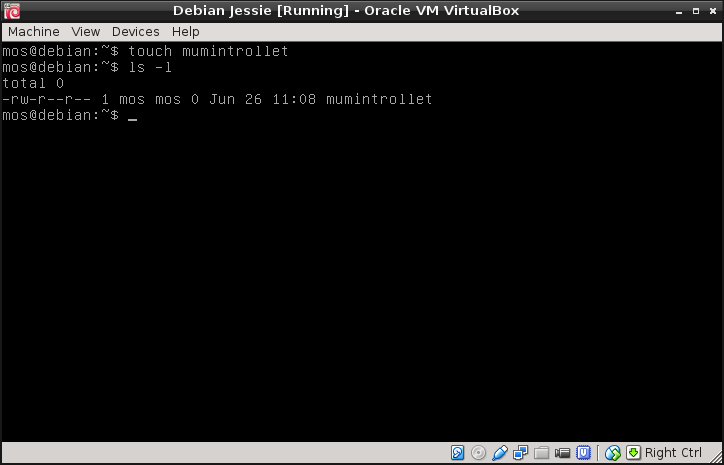 Debian Jessie [Running] - Oracle VM VirtualBox
Machine View Devices Help
mos@debian:~$ touch mumintrollet
mos@debian:~$ ls -l
total 0
-rw-r--r-- 1 mos mos 0 Jun 26 11:08 mumintrollet
mos@debian:~$ _
Right Ctrl